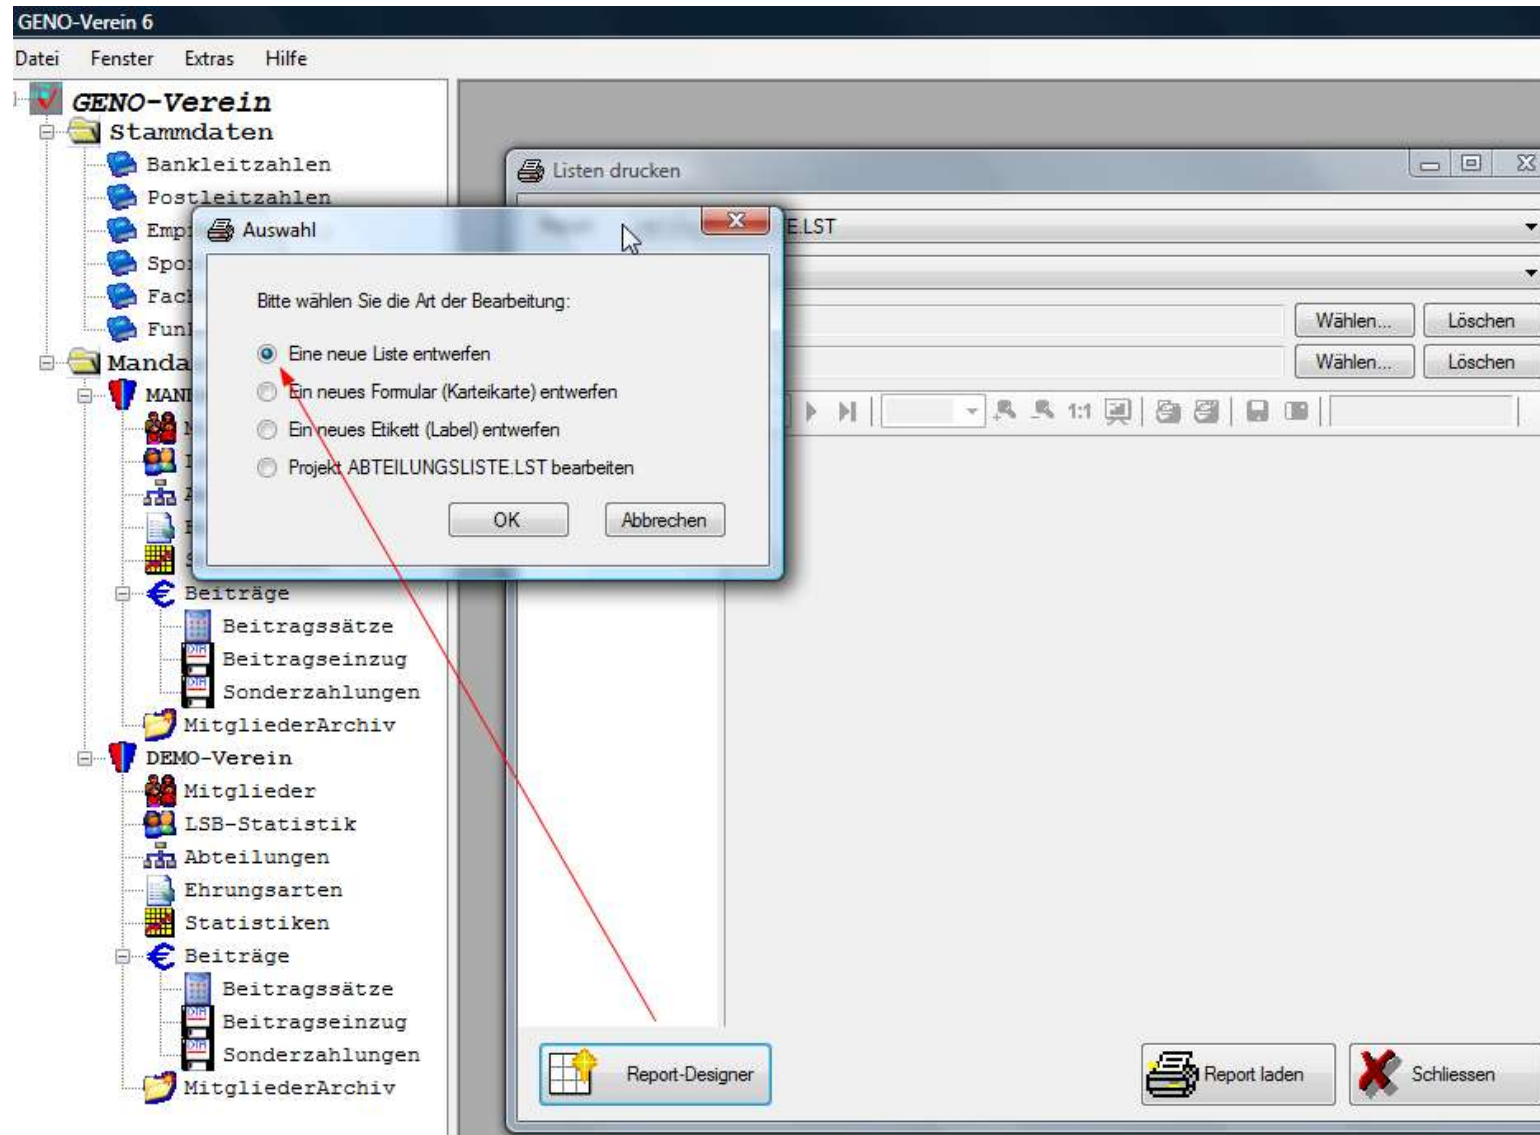 GENO-Verein 6
Datei Fenster Extras Hilfe
GENO-Verein
Stammdaten
Bankleitzahlen
Postleitzahlen
Beiträge
Beitragssätze
Beitragseinzug
Sonderzahlungen
MitgliederArchiv
DEMO-Verein
Mitglieder
LSB-Statistik
Abteilungen
Ehrungsarten
Statistiken
Beiträge
Beitragssätze
Beitragseinzug
Sonderzahlungen
MitgliederArchiv
Auswahl
Bitte wählen Sie die Art der Bearbeitung:
Eine neue Liste entwerfen
Ein neues Formular (Karteikarte) entwerfen
Ein neues Etikett (Label) entwerfen
Projekt ABTEILUNGSLISTE.LST bearbeiten
OK Abbrechen
Listen drucken
E.LST
Wählen... Löschen
Wählen... Löschen
1:1
Report-Designer Report laden Schliessen